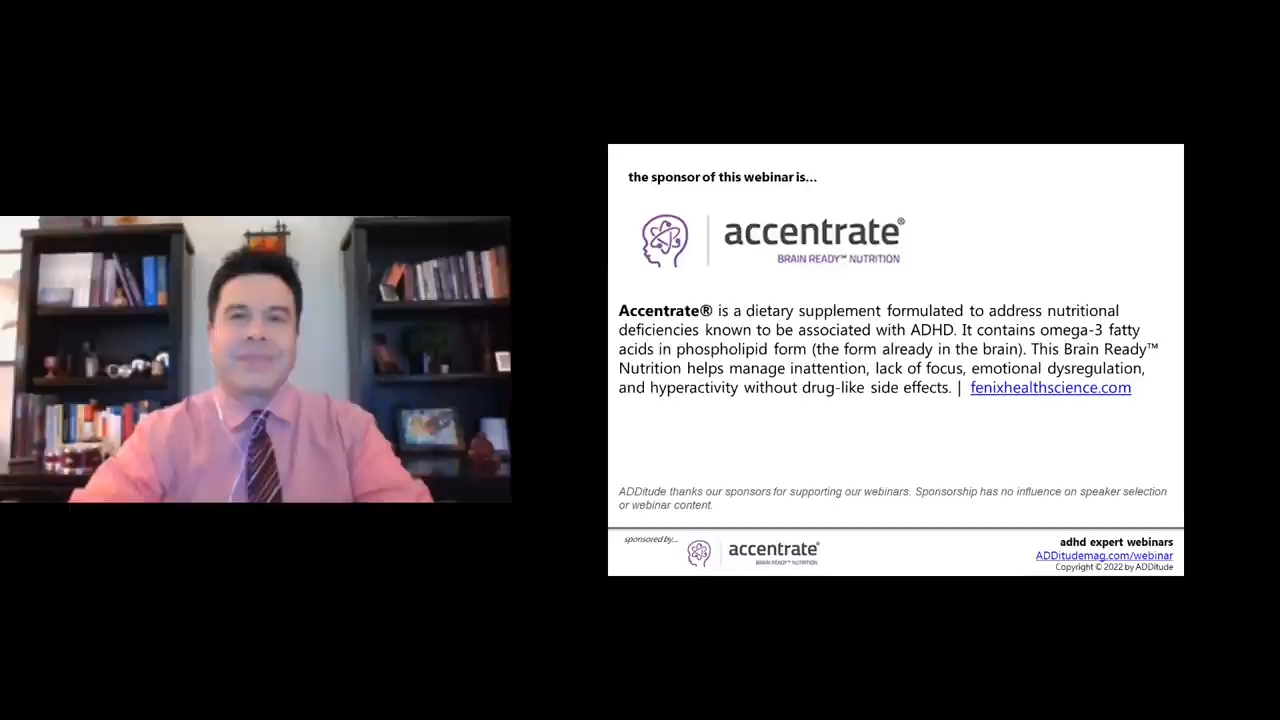 the sponsor of this webinar is...
accentrate®
BRAIN READY™ NUTRITION
Accentrate® is a dietary supplement formulated to address nutritional
deficiencies known to be associated with ADHD. It contains omega-3 fatty
acids in phospholipid form (the form already in the brain). This Brain Ready™
Nutrition helps manage inattention, lack of focus, emotional dysregulation,
and hyperactivity without drug-like side effects. | fenixhealthscience.com
ADDitude thanks our sponsors for supporting our webinars. Sponsorship has no influence on speaker selection
or webinar content.
sponsored by...
accentrate®
BRAIN READY™ NUTRITION
adhd expert webinars
ADDitudemag.com/webinar
Copyright © 2022 by ADDitude